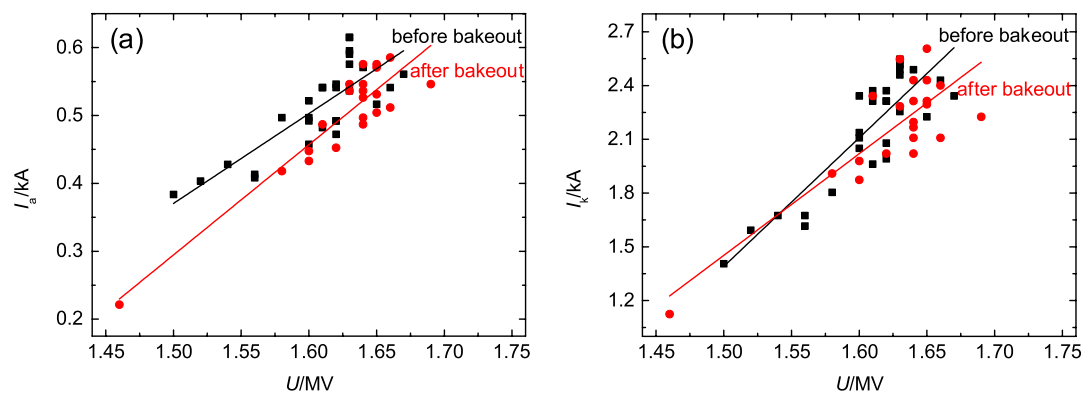 (a)
before bakeout
after bakeout
0.6
0.5
0.4
0.3
0.2
I_a/kA
1.45 1.50 1.55 1.60 1.65 1.70 1.75
U/MV
(b)
before bakeout
after bakeout
2.7
2.4
2.1
1.8
1.5
1.2
I_k/kA
1.45 1.50 1.55 1.60 1.65 1.70 1.75
U/MV